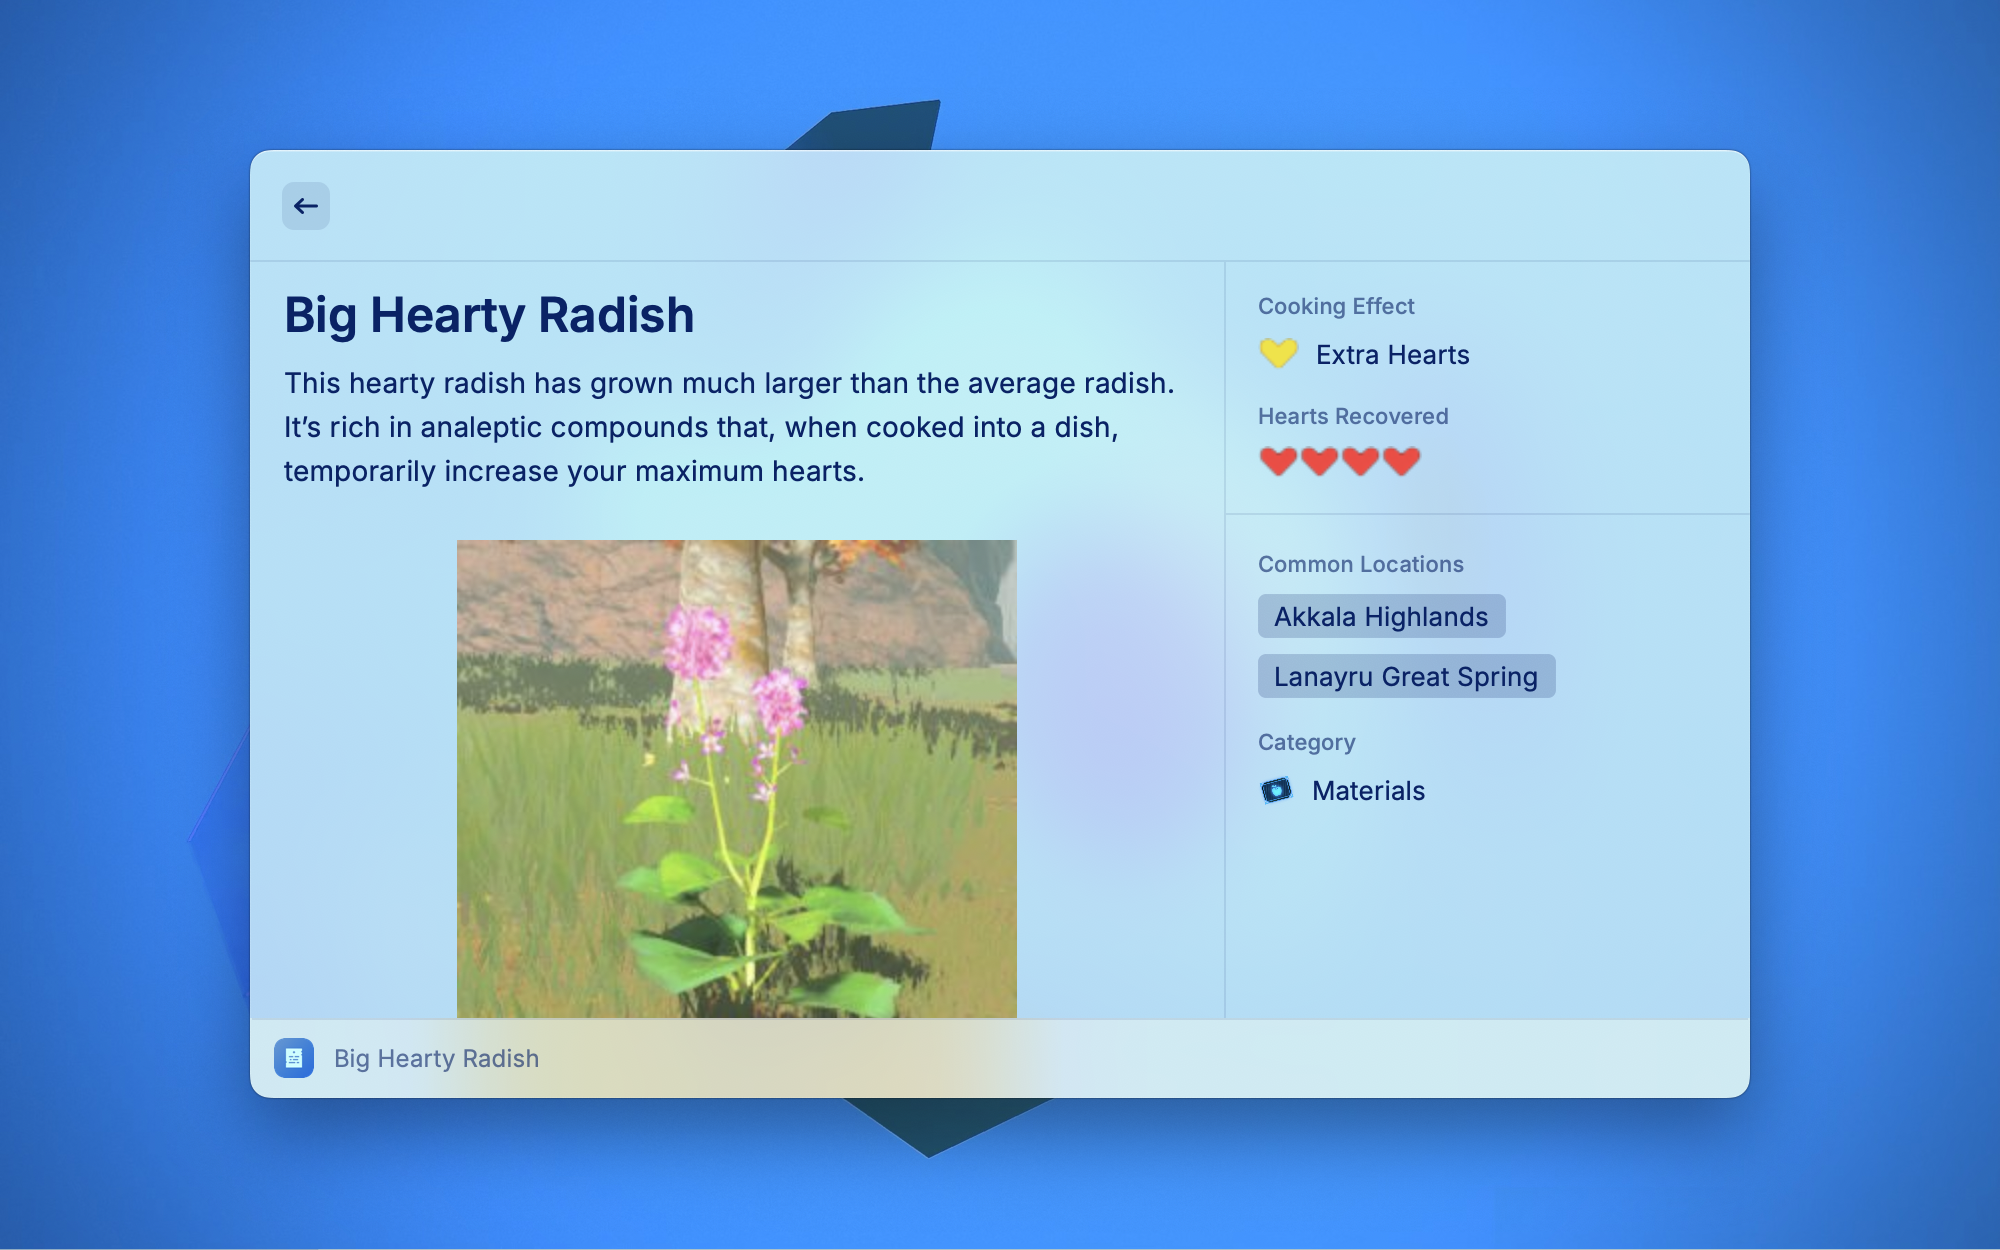 Big Hearty Radish
This hearty radish has grown much larger than the average radish.
It’s rich in analeptic compounds that, when cooked into a dish,
temporarily increase your maximum hearts.
Cooking Effect
Extra Hearts
Hearts Recovered
Common Locations
Akkala Highlands
Lanayru Great Spring
Category
Materials
Big Hearty Radish